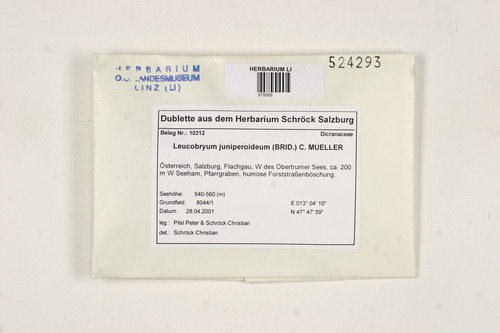 HERBARIUM
O.Ö. LANDESMUSEUM
LINZ (LI)
HERBARIUM LI
524293
Dublette aus dem Herbarium Schröck Salzburg
Beleg Nr.: 10312 Dicranaceae
Leucobryum juniperoideum (BRID.) C. MUELLER
Österreich, Salzburg, Flachgau, W des Obertrumer Sees, ca. 200
m W Seeham, Pfarrgraben, humose Forststraßenböschung.
Seehöhe: 540-560 (m)
Grundfeld: 8044/1 E 013° 04' 10"
Datum: 28.04.2001 N 47° 47' 59"
leg.: Pilsl Peter & Schröck Christian
det.: Schröck Christian